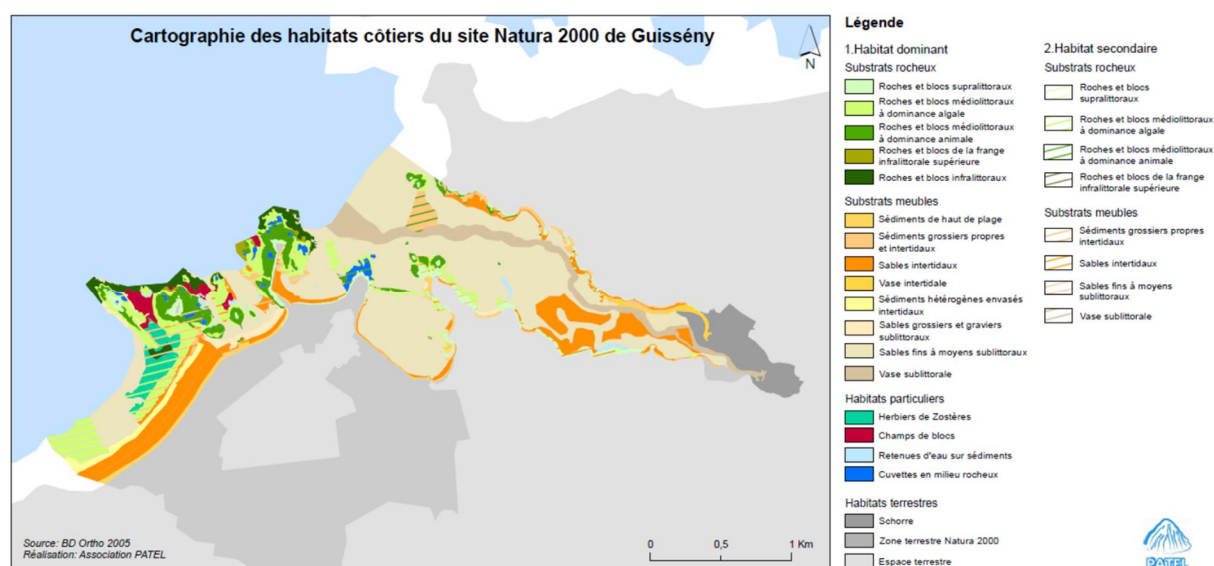 Cartographie des habitats côtiers du site Natura 2000 de Guissény
N
Source: BD Ortho 2005
Réalisation: Association PATEL
0 0,5 1 Km
Légende
1.Habitat dominant
Substrats rocheux
Roches et blocs supralittoraux
Roches et blocs médiolittoraux
à dominance algale
Roches et blocs médiolittoraux
à dominance animale
Roches et blocs de la frange
infralittorale supérieure
Roches et blocs infralittoraux
Substrats meubles
Sédiments de haut de plage
Sédiments grossiers propres
et intertidaux
Sables intertidaux
Vase intertidale
Sédiments hétérogènes envasés
intertidaux
Sables grossiers et graviers
sublittoraux
Sables fins à moyens sublittoraux
Vase sublittorale
Habitats particuliers
Herbiers de Zostères
Champs de blocs
Retenues d'eau sur sédiments
Cuvettes en milieu rocheux
Habitats terrestres
Schorre
Zone terrestre Natura 2000
Espace terrestre
2.Habitat secondaire
Substrats rocheux
Roches et blocs
supralittoraux
Roches et blocs médiolittoraux
à dominance algale
Roches et blocs médiolittoraux
à dominance animale
Roches et blocs de la frange
infralittorale supérieure
Substrats meubles
Sédiments grossiers propres
intertidaux
Sables intertidaux
Sables fins à moyens
sublittoraux
Vase sublittorale
PATEL